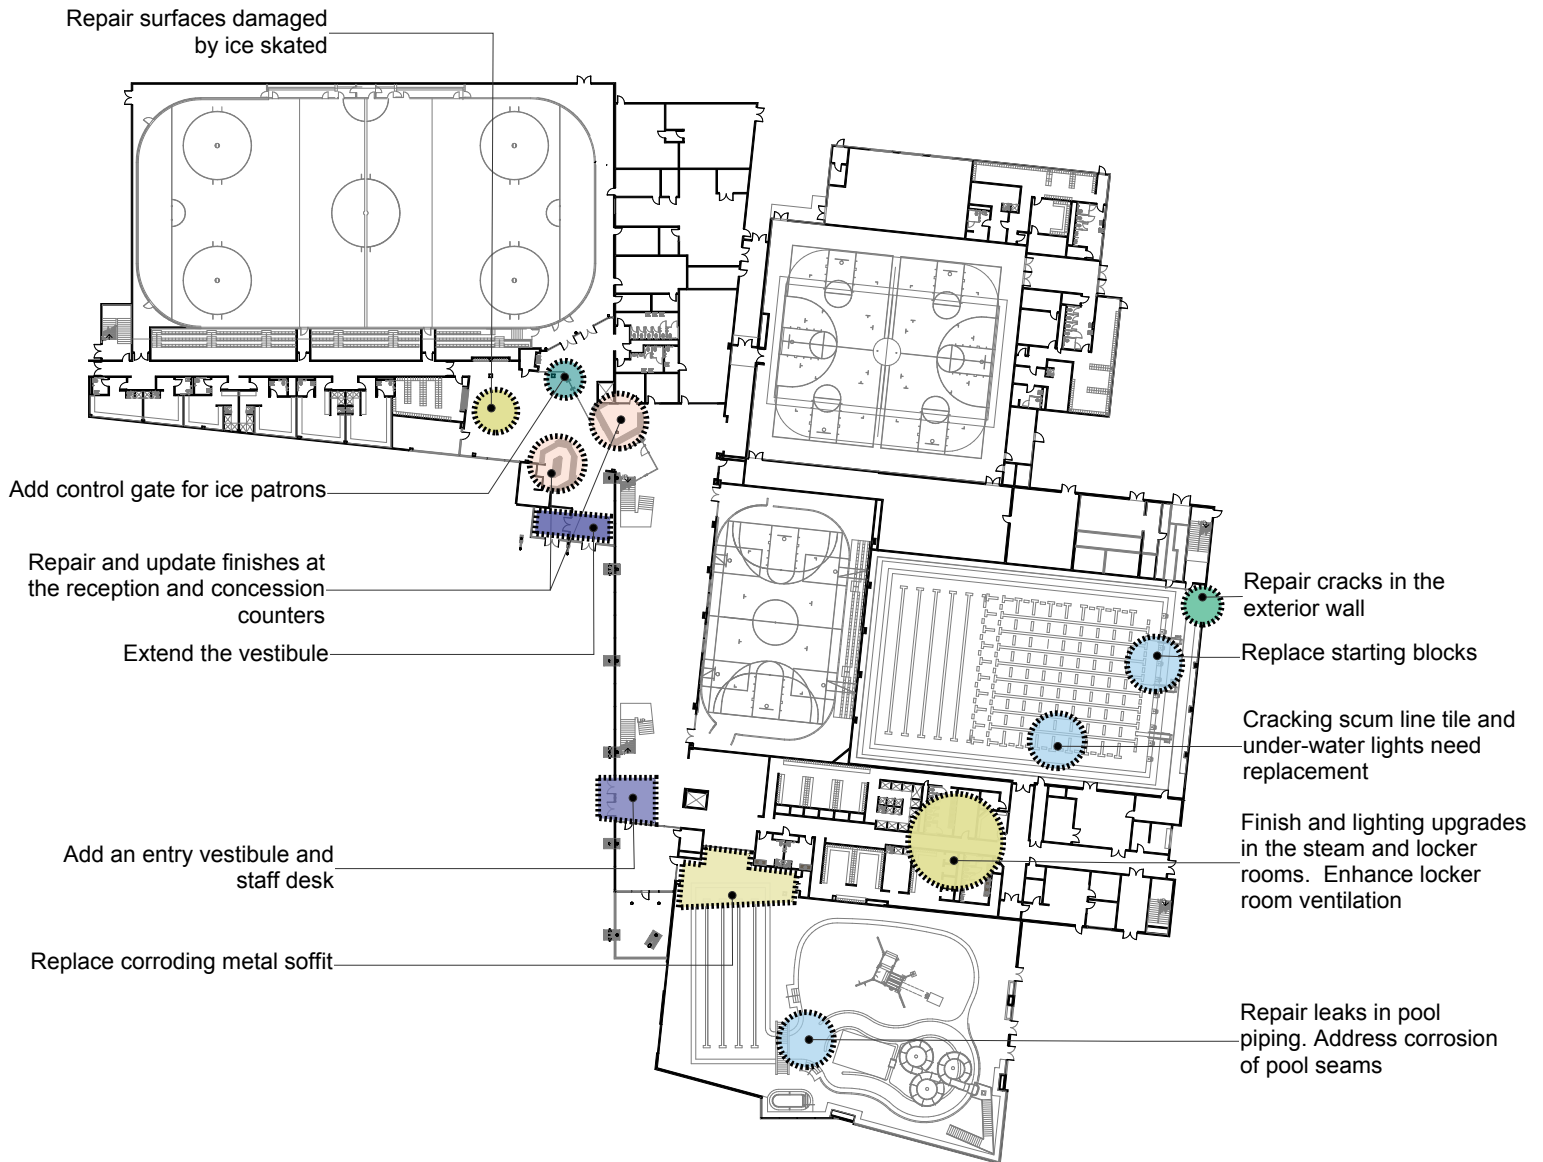 Repair surfaces damaged
by ice skated
Add control gate for ice patrons
Repair and update finishes at
the reception and concession
counters
Extend the vestibule
Add an entry vestibule and
staff desk
Replace corroding metal soffit
Repair cracks in the
exterior wall
Replace starting blocks
Cracking scum line tile and
under-water lights need
replacement
Finish and lighting upgrades
in the steam and locker
rooms.  Enhance locker
room ventilation
Repair leaks in pool
piping. Address corrosion
of pool seams